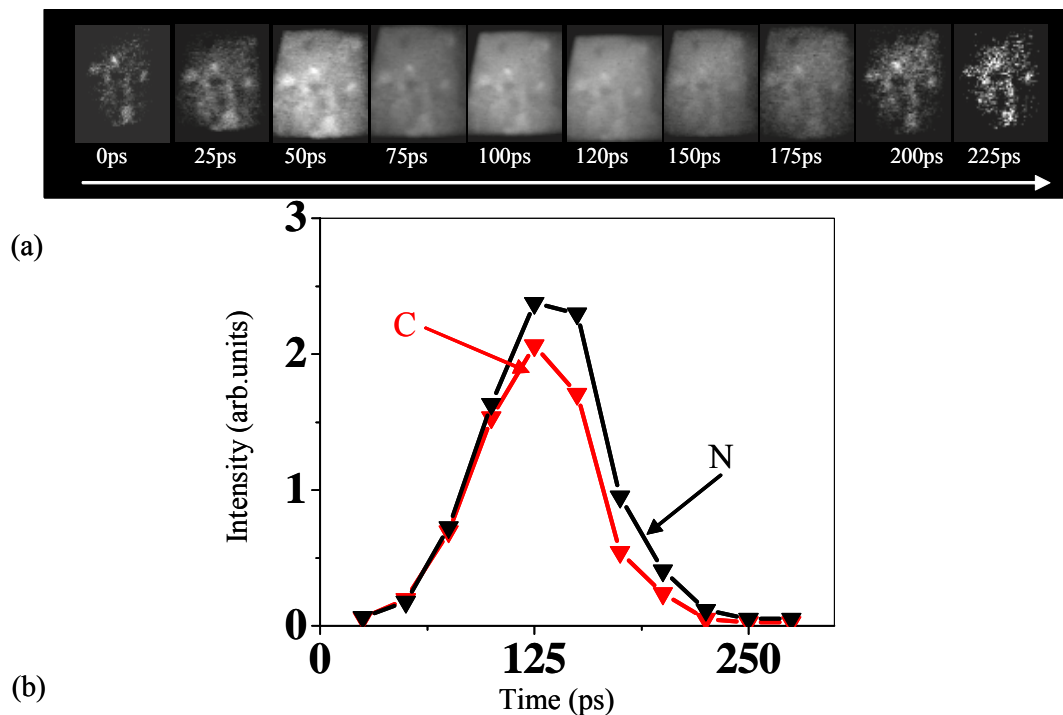 0ps 25ps 50ps 75ps 100ps 120ps 150ps 175ps 200ps 225ps
(a)
3
2
1
0
Intensity (arb.units)
C
N
0 125 250
Time (ps)
(b)